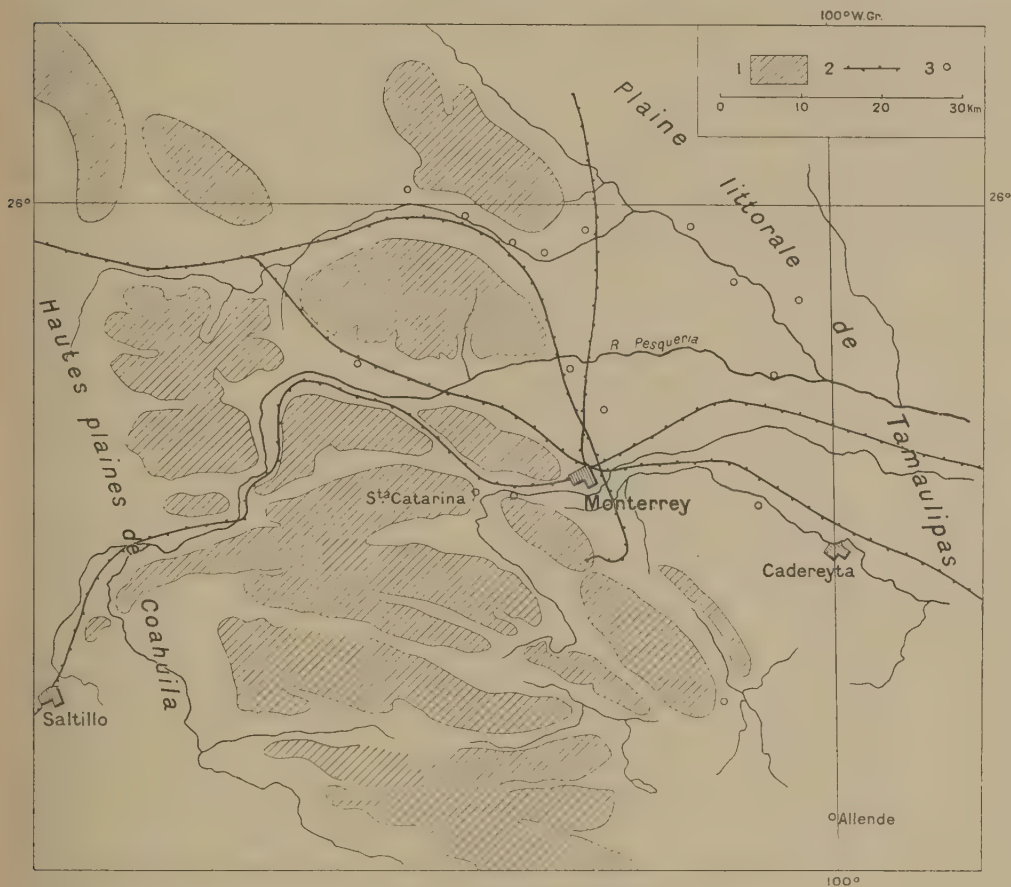 100° W. Gr.
1 2 3
0 10 20 30 Km
26° 26°
Plaine littorale de Tamaulipas
Hautes plaines de Coahuila
R Pesqueria
Sta Catarina
Monterrey
Cadereyta
Saltillo
Allende
100°